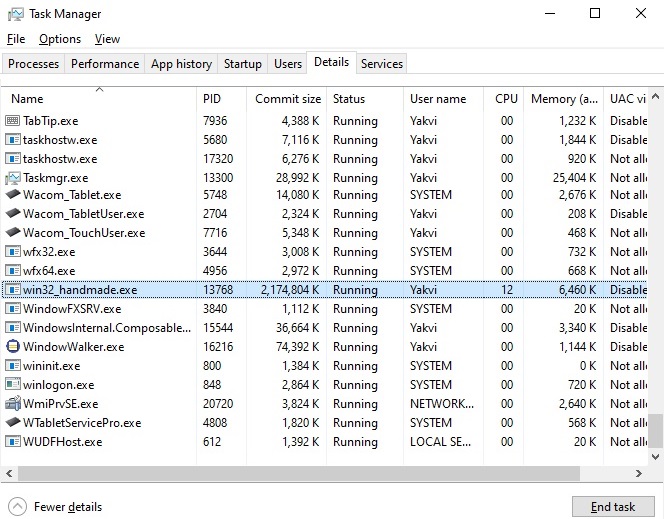 Task Manager
File Options View
Processes Performance App history Startup Users Details Services
Name PID Commit size Status User name CPU Memory (a... UAC vi
TabTip.exe 7936 4,388 K Running Yakvi 00 1,232 K Disable
taskhostw.exe 5680 7,116 K Running Yakvi 00 1,844 K Disable
taskhostw.exe 17320 6,276 K Running Yakvi 00 920 K Not all
Taskmgr.exe 13300 28,992 K Running Yakvi 00 25,404 K Not all
Wacom_Tablet.exe 5748 14,080 K Running SYSTEM 00 2,676 K Not all
Wacom_TabletUser.exe 2704 2,324 K Running Yakvi 00 208 K Disable
Wacom_TouchUser.exe 7716 5,348 K Running Yakvi 00 468 K Not all
wfx32.exe 3644 3,008 K Running SYSTEM 00 732 K Not all
wfx64.exe 4956 2,972 K Running SYSTEM 00 668 K Not all
win32_handmade.exe 13768 2,174,804 K Running Yakvi 12 6,460 K Disable
WindowFXSRV.exe 3840 1,112 K Running SYSTEM 00 20 K Not all
WindowsInternal.Composable... 15544 36,664 K Running Yakvi 00 3,340 K Disable
WindowWalker.exe 16216 74,392 K Running Yakvi 00 1,144 K Disable
wininit.exe 800 1,384 K Running SYSTEM 00 0 K Not all
winlogon.exe 848 2,864 K Running SYSTEM 00 720 K Not all
WmiPrvSE.exe 20720 3,824 K Running NETWORK... 00 2,640 K Not all
WTabletServicePro.exe 4808 1,820 K Running SYSTEM 00 568 K Not all
WUDFHost.exe 612 1,392 K Running LOCAL SE... 00 20 K Not all
Fewer details End task